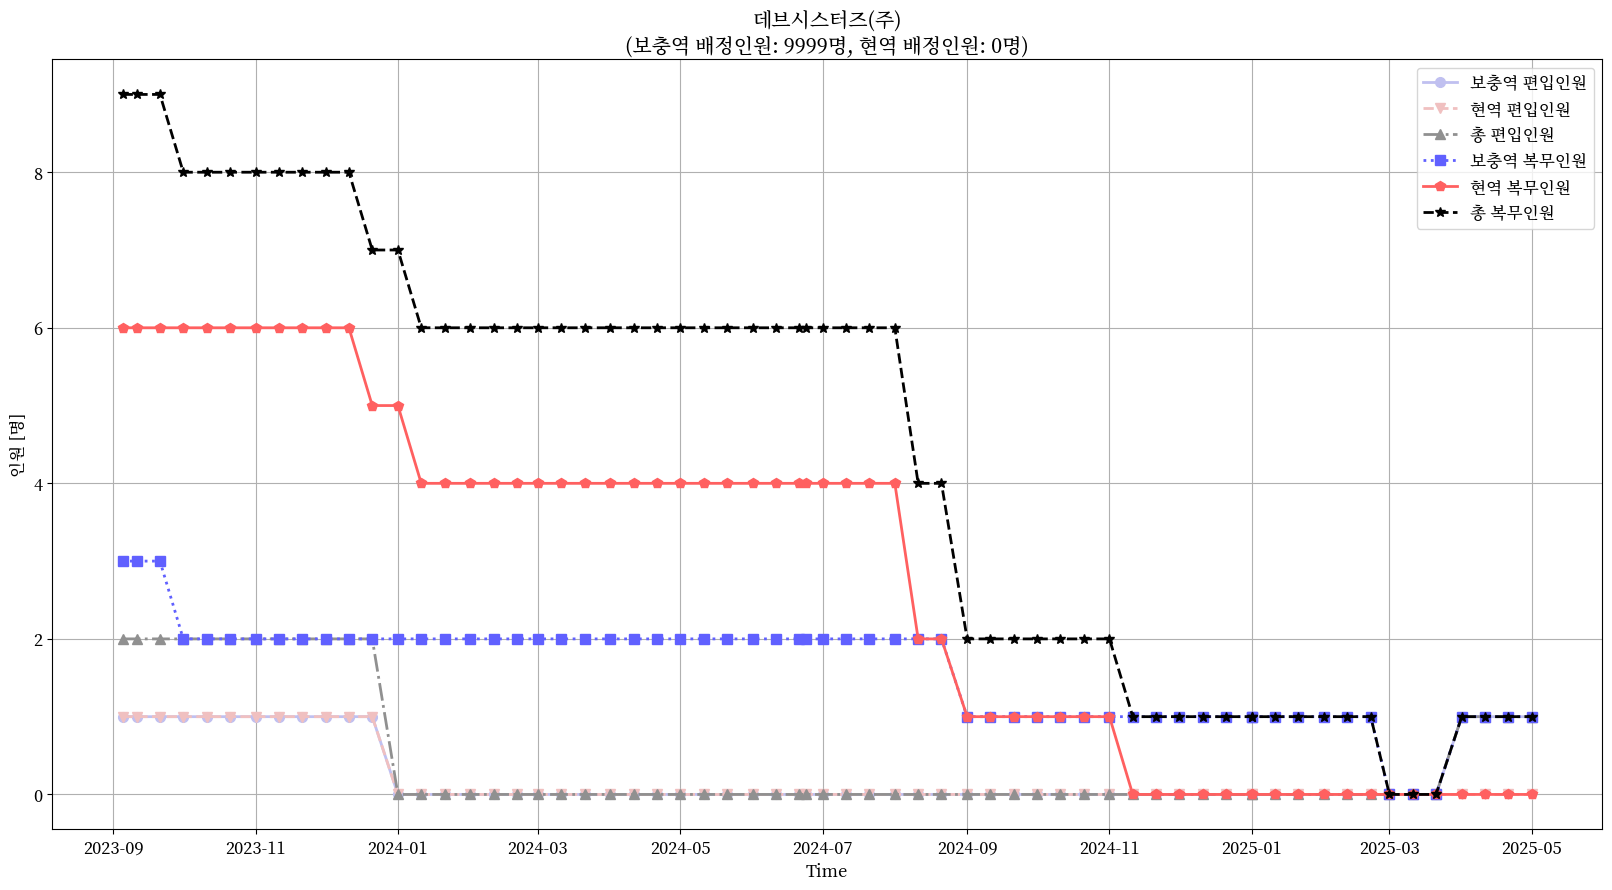 데브시스터즈(주)
(보충역 배정인원: 9999명, 현역 배정인원: 0명)
보충역 편입인원
현역 편입인원
총 편입인원
보충역 복무인원
현역 복무인원
총 복무인원
인원 [명]
8
6
4
2
0
2023-09 2023-11 2024-01 2024-03 2024-05 2024-07 2024-09 2024-11 2025-01 2025-03 2025-05
Time